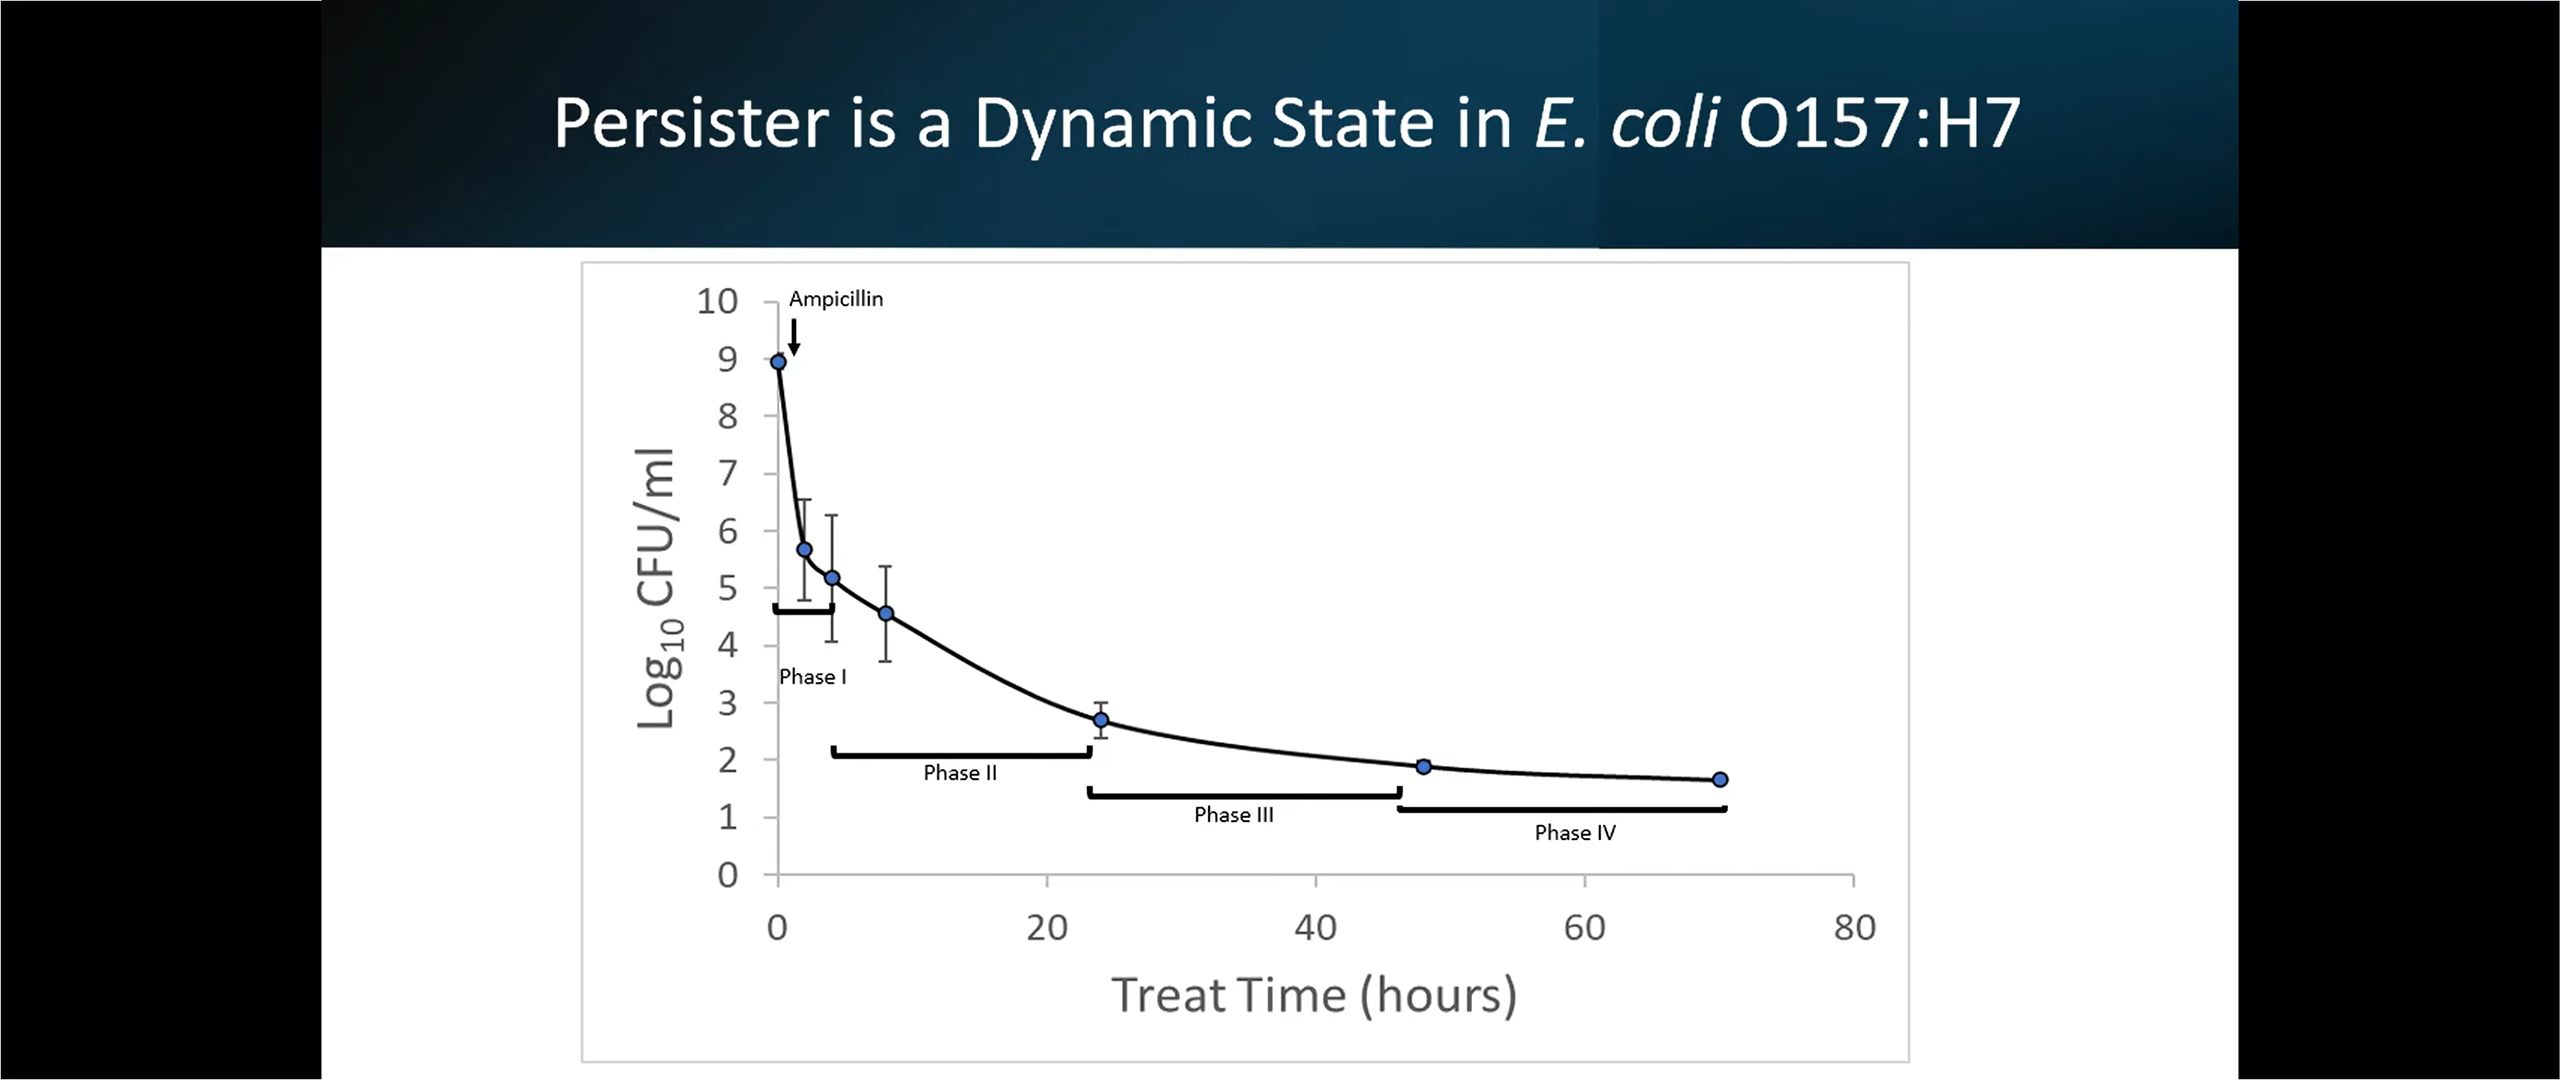 Persister is a Dynamic State in E. coli O157:H7
Ampicillin
10
9
8
7
6
5
4
3
2
1
0
Log10 CFU/ml
Phase I
Phase II
Phase III
Phase IV
0 20 40 60 80
Treat Time (hours)